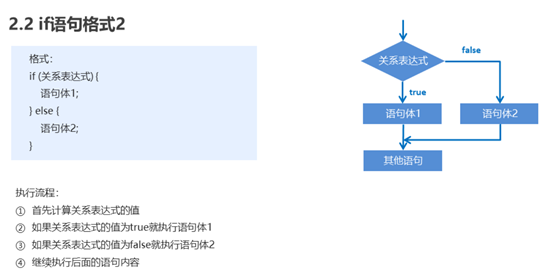 2.2 if语句格式2
格式：
if (关系表达式) {
语句体1;
} else {
语句体2;
}
执行流程：
① 首先计算关系表达式的值
② 如果关系表达式的值为true就执行语句体1
③ 如果关系表达式的值为false就执行语句体2
④ 继续执行后面的语句内容
关系表达式
false
true
语句体1
语句体2
其他语句